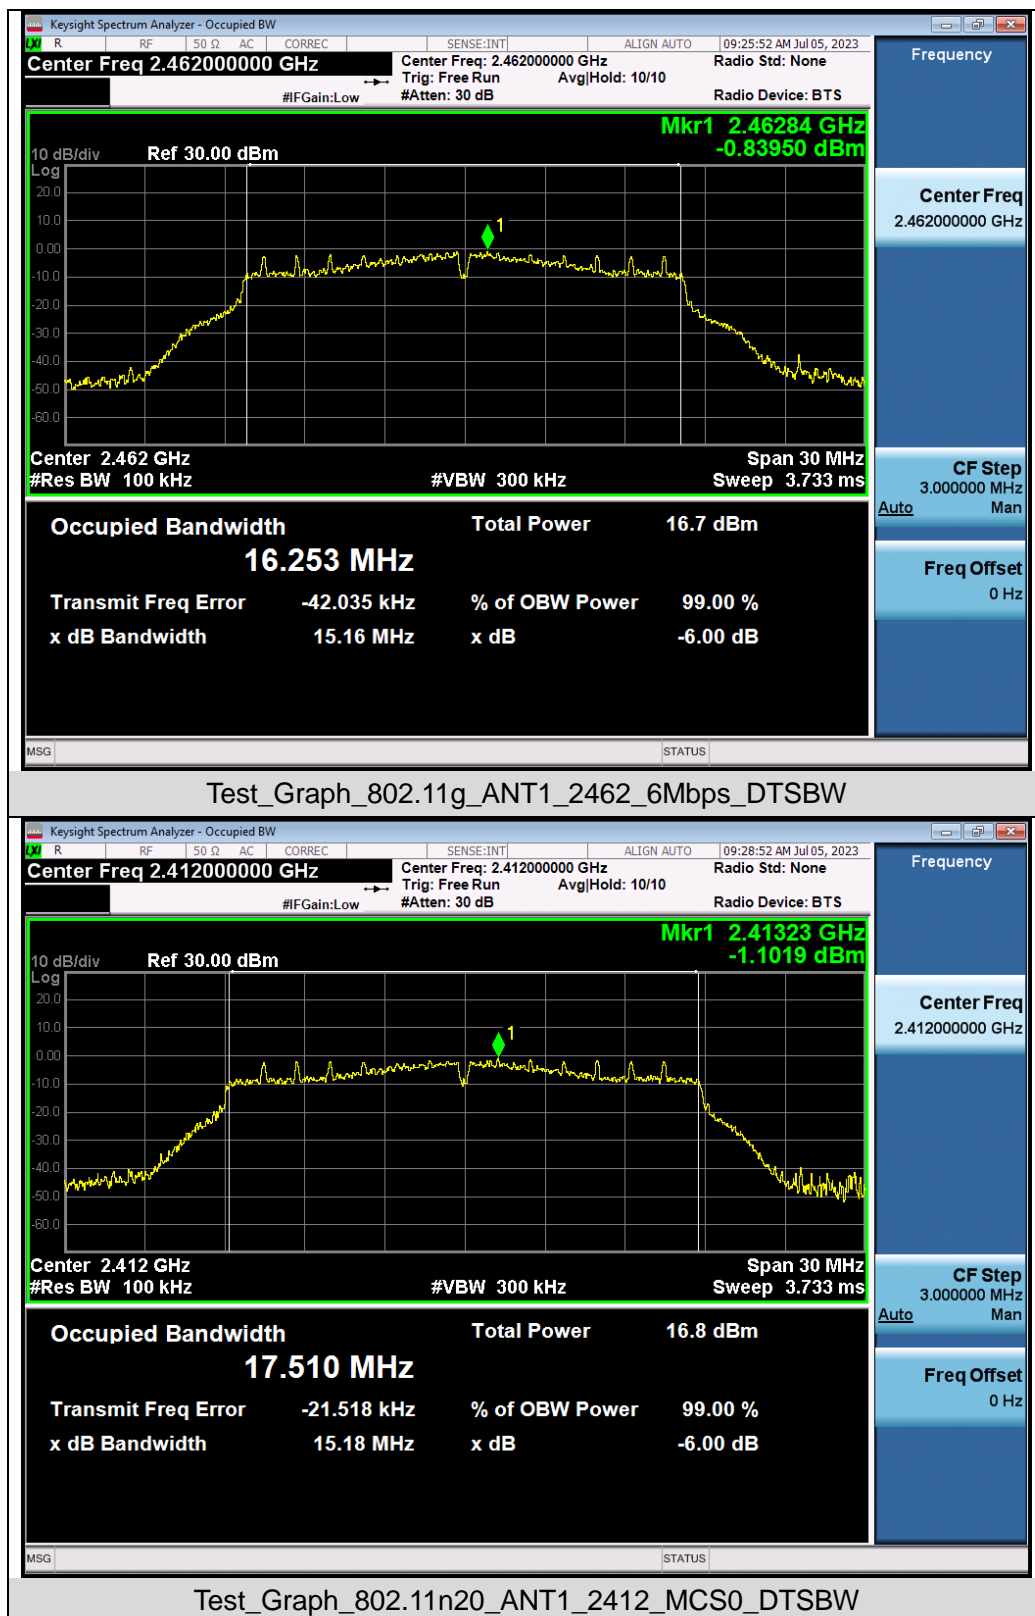 Keysight Spectrum Analyzer - Occupied BW
LXI R RF 50 Ω AC CORREC SENSE:INT ALIGN AUTO 09:25:52 AM Jul 05, 2023
Center Freq 2.462000000 GHz
Center Freq: 2.462000000 GHz
Radio Std: None
Trig: Free Run Avg|Hold: 10/10
#IFGain:Low
#Atten: 30 dB
Radio Device: BTS
Frequency
Mkr1 2.46284 GHz
-0.83950 dBm
10 dB/div Ref 30.00 dBm
Log
20.0
10.0
0.00
-10.0
-20.0
-30.0
-40.0
-50.0
-60.0
1
Center 2.462 GHz
Span 30 MHz
#Res BW 100 kHz
#VBW 300 kHz
Sweep 3.733 ms
Center Freq
2.462000000 GHz
CF Step
3.000000 MHz
Auto Man
Freq Offset
0 Hz
Occupied Bandwidth
Total Power 16.7 dBm
16.253 MHz
Transmit Freq Error -42.035 kHz % of OBW Power 99.00 %
x dB Bandwidth 15.16 MHz x dB -6.00 dB
MSG STATUS
Test_Graph_802.11g_ANT1_2462_6Mbps_DTSBW
Keysight Spectrum Analyzer - Occupied BW
LXI R RF 50 Ω AC CORREC SENSE:INT ALIGN AUTO 09:28:52 AM Jul 05, 2023
Center Freq 2.412000000 GHz
Center Freq: 2.412000000 GHz
Radio Std: None
Trig: Free Run Avg|Hold: 10/10
#IFGain:Low
#Atten: 30 dB
Radio Device: BTS
Frequency
Mkr1 2.41323 GHz
-1.1019 dBm
10 dB/div Ref 30.00 dBm
Log
20.0
10.0
0.00
-10.0
-20.0
-30.0
-40.0
-50.0
-60.0
1
Center 2.412 GHz
Span 30 MHz
#Res BW 100 kHz
#VBW 300 kHz
Sweep 3.733 ms
Center Freq
2.412000000 GHz
CF Step
3.000000 MHz
Auto Man
Freq Offset
0 Hz
Occupied Bandwidth
Total Power 16.8 dBm
17.510 MHz
Transmit Freq Error -21.518 kHz % of OBW Power 99.00 %
x dB Bandwidth 15.18 MHz x dB -6.00 dB
MSG STATUS
Test_Graph_802.11n20_ANT1_2412_MCS0_DTSBW